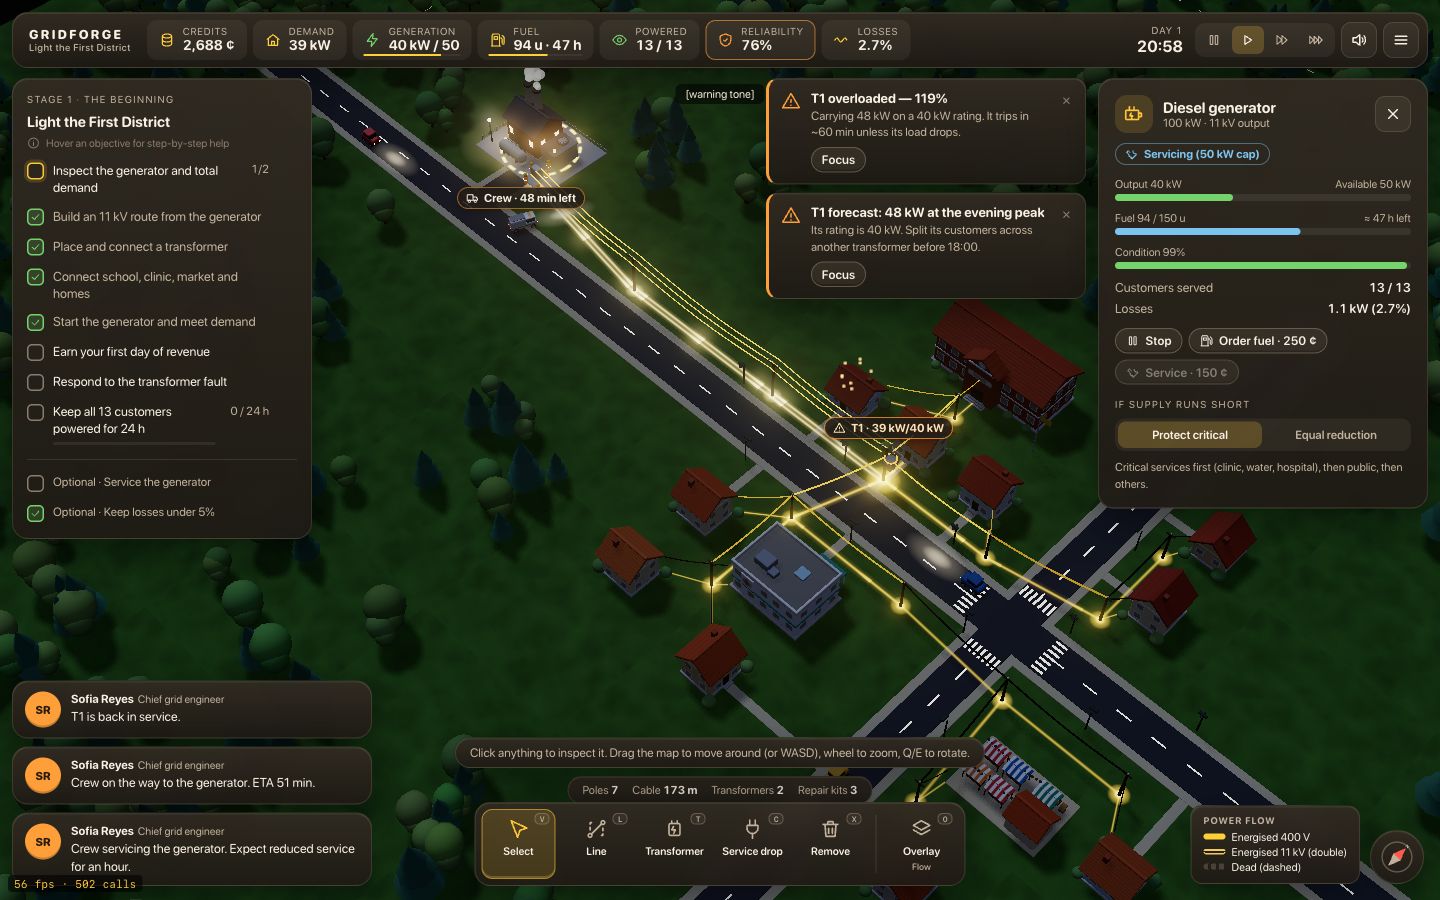 GRIDFORGE
Light the First District
CREDITS
2,688 ¢
DEMAND
39 kW
GENERATION
40 kW / 50
FUEL
94 u · 47 h
POWERED
13 / 13
RELIABILITY
76%
LOSSES
2.7%
DAY 1
20:58
STAGE 1 · THE BEGINNING
Light the First District
Hover an objective for step-by-step help
Inspect the generator and total
demand
1/2
Build an 11 kV route from the generator
Place and connect a transformer
Connect school, clinic, market and
homes
Start the generator and meet demand
Earn your first day of revenue
Respond to the transformer fault
Keep all 13 customers
powered for 24 h
0 / 24 h
Optional · Service the generator
Optional · Keep losses under 5%
Crew · 48 min left
T1 · 39 kW/40 kW
[warning tone]
T1 overloaded — 119%
Carrying 48 kW on a 40 kW rating. It trips in
~60 min unless its load drops.
Focus
T1 forecast: 48 kW at the evening peak
Its rating is 40 kW. Split its customers across
another transformer before 18:00.
Focus
Diesel generator
100 kW · 11 kV output
Servicing (50 kW cap)
Output 40 kW
Available 50 kW
Fuel 94 / 150 u
≈ 47 h left
Condition 99%
Customers served
13 / 13
Losses
1.1 kW (2.7%)
Stop
Order fuel · 250 ¢
Service · 150 ¢
IF SUPPLY RUNS SHORT
Protect critical
Equal reduction
Critical services first (clinic, water, hospital), then public, then
others.
SR
Sofia Reyes Chief grid engineer
T1 is back in service.
SR
Sofia Reyes Chief grid engineer
Crew on the way to the generator. ETA 51 min.
SR
Sofia Reyes Chief grid engineer
Crew servicing the generator. Expect reduced service
for an hour.
56 fps · 502 calls
Click anything to inspect it. Drag the map to move around (or WASD), wheel to zoom, Q/E to rotate.
Poles 7
Cable 173 m
Transformers 2
Repair kits 3
V
Select
L
Line
T
Transformer
C
Service drop
X
Remove
O
Overlay
Flow
POWER FLOW
Energised 400 V
Energised 11 kV (double)
Dead (dashed)